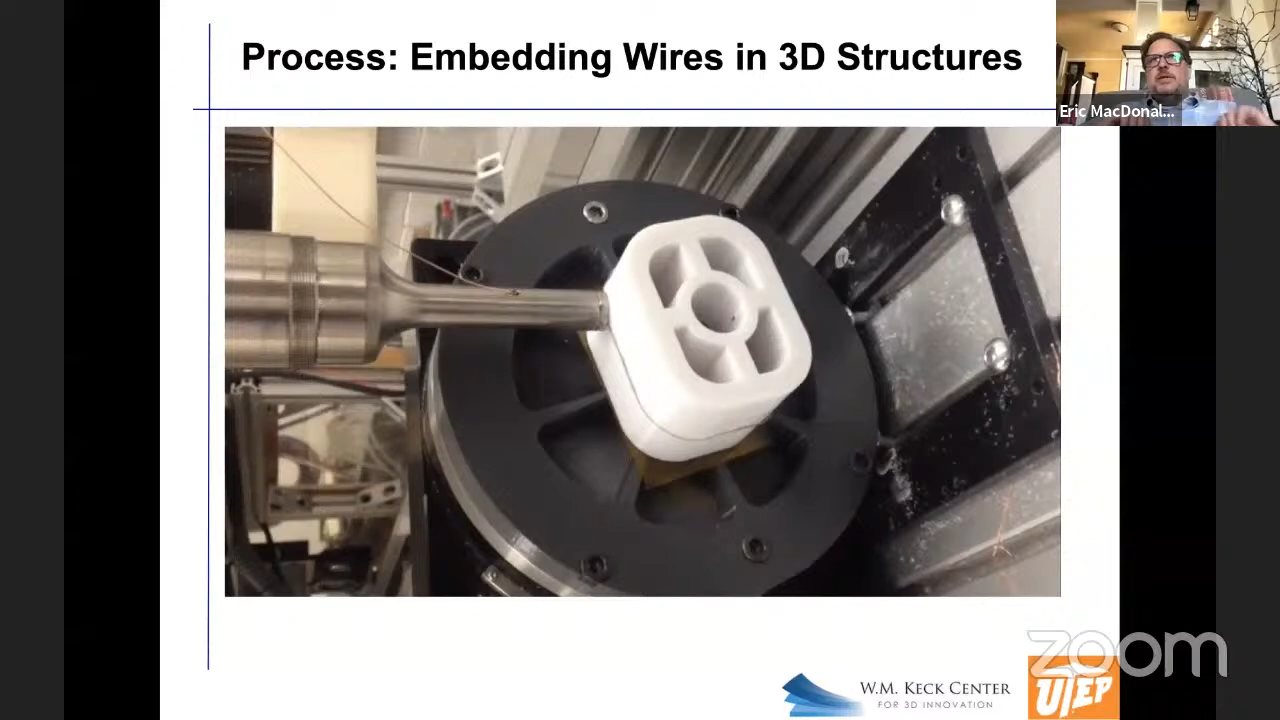 Process: Embedding Wires in 3D Structures
Eric MacDonal...
zoom
W.M. KECK CENTER
FOR 3D INNOVATION
UTEP